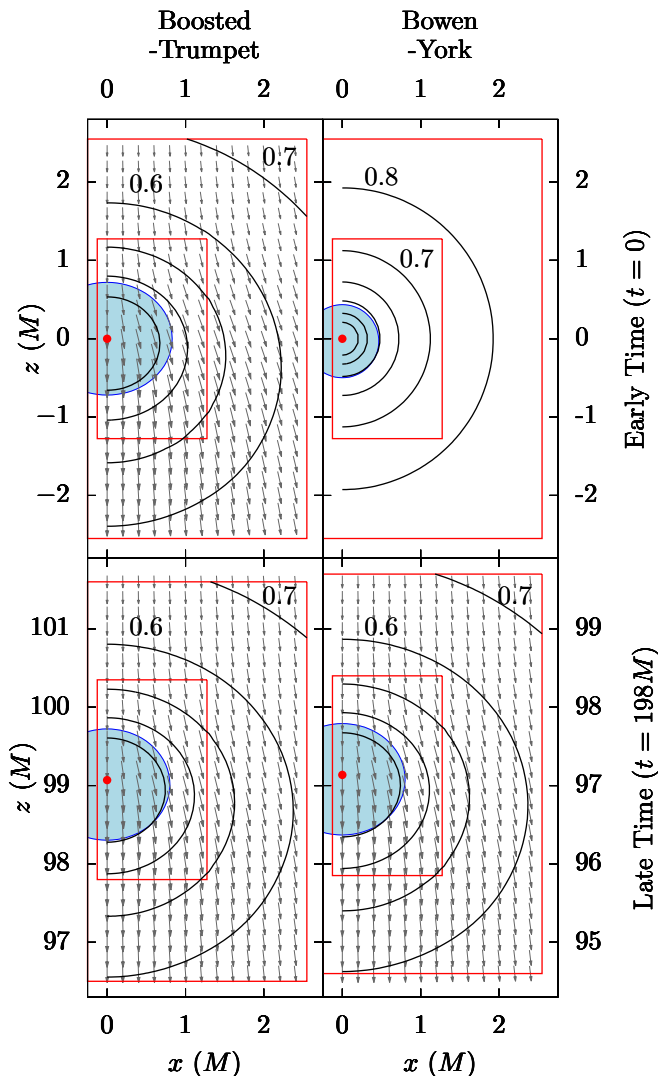 Boosted
-Trumpet
Bowen
-York
0 1 2 0 1 2
0.7
0.6
0.8
0.7
2
1
0
−1
−2
z (M)
2
1
0
-1
-2
Early Time (t = 0)
0.7
0.6
0.7
0.6
101
100
99
98
97
z (M)
99
98
97
96
95
Late Time (t = 198M)
0 1 2 0 1 2
x (M) x (M)